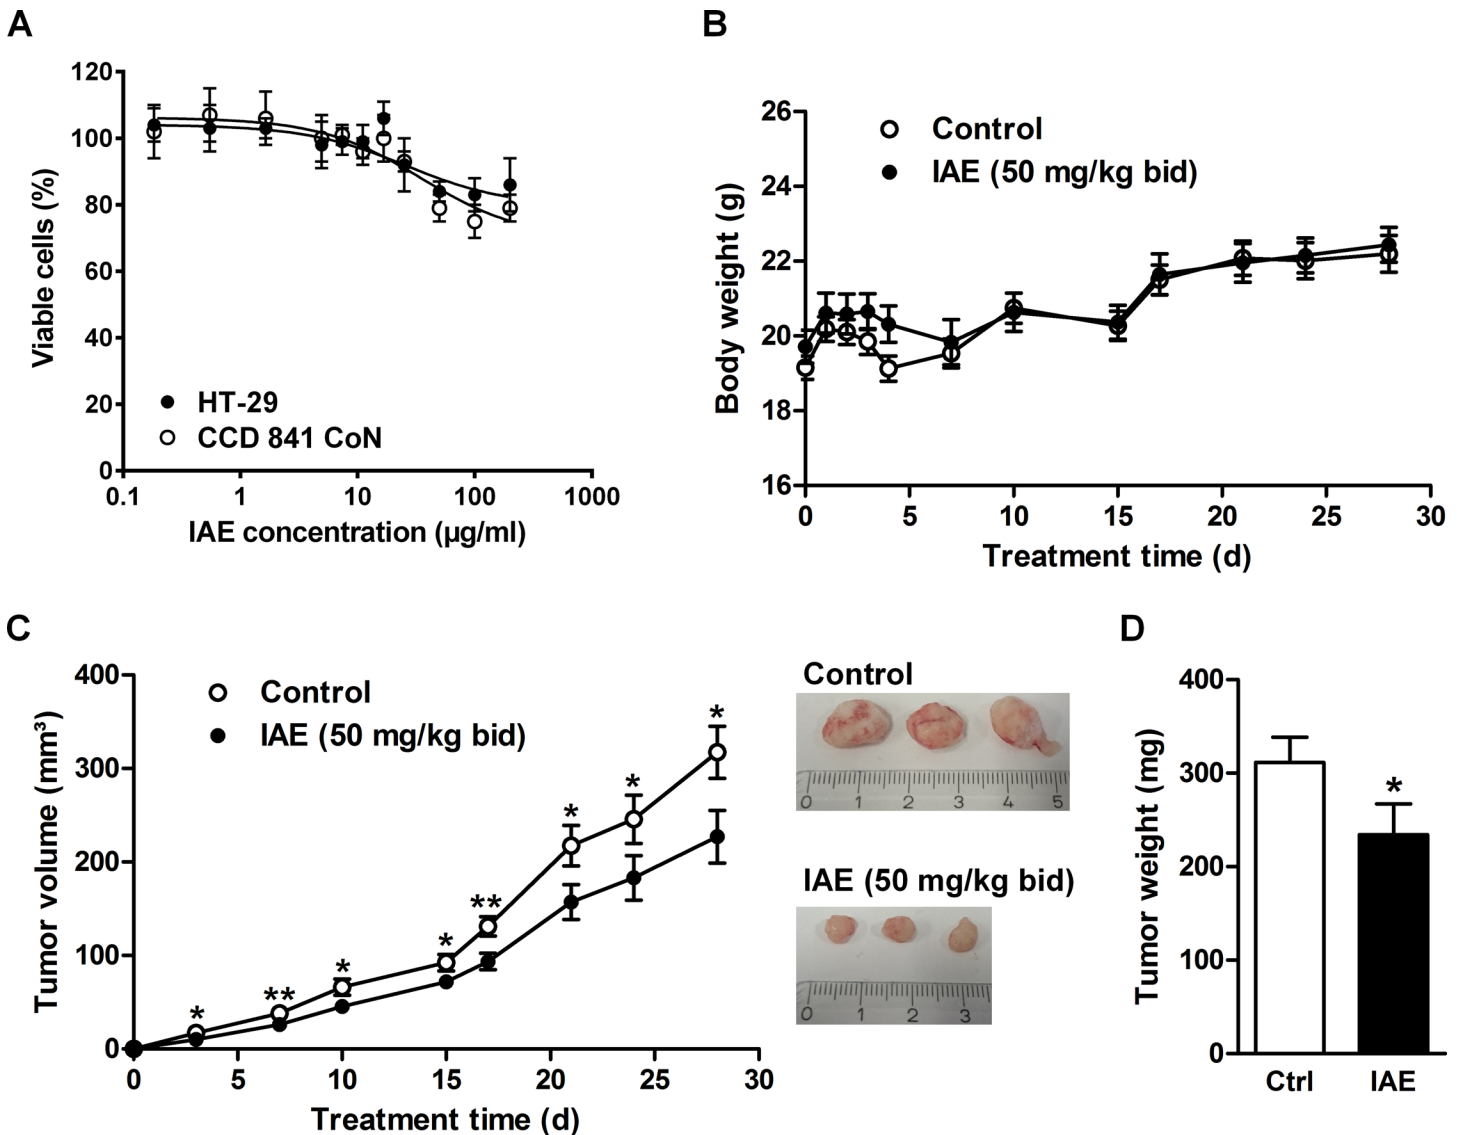 A
120
100
80
60
40
20
0
0.1 1 10 100 1000
Viable cells (%)
HT-29
CCD 841 CoN
IAE concentration (µg/ml)
B
26
24
22
20
18
16
0 5 10 15 20 25 30
Body weight (g)
Control
IAE (50 mg/kg bid)
Treatment time (d)
C
400
300
200
100
0
0 5 10 15 20 25 30
Tumor volume (mm³)
Control
IAE (50 mg/kg bid)
* ** * * ** * * *
Treatment time (d)
Control
0 1 2 3 4 5
IAE (50 mg/kg bid)
0 1 2 3
D
400
300
200
100
0
Tumor weight (mg)
*
Ctrl IAE